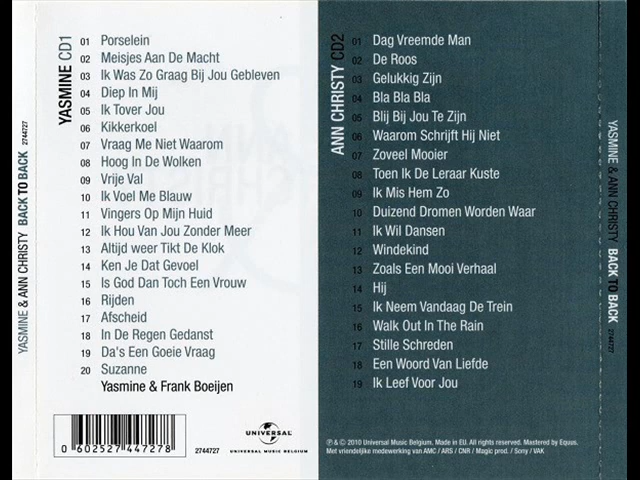 YASMINE & ANN CHRISTY BACK TO BACK 2744727
YASMINE CD1
01 Porselein
02 Meisjes Aan De Macht
03 Ik Was Zo Graag Bij Jou Gebleven
04 Diep In Mij
05 Ik Tover Jou
06 Kikkerkoel
07 Vraag Me Niet Waarom
08 Hoog In De Wolken
09 Vrije Val
10 Ik Voel Me Blauw
11 Vingers Op Mijn Huid
12 Ik Hou Van Jou Zonder Meer
13 Altijd weer Tikt De Klok
14 Ken Je Dat Gevoel
15 Is God Dan Toch Een Vrouw
16 Rijden
17 Afscheid
18 In De Regen Gedanst
19 Da's Een Goeie Vraag
20 Suzanne
Yasmine & Frank Boeijen
0 602527 447278
2744727
UNIVERSAL
UNIVERSAL MUSIC BELGIUM
ANN CHRISTY CD2
01 Dag Vreemde Man
02 De Roos
03 Gelukkig Zijn
04 Bla Bla Bla
05 Blij Bij Jou Te Zijn
06 Waarom Schrijft Hij Niet
07 Zoveel Mooier
08 Toen Ik De Leraar Kuste
09 Ik Mis Hem Zo
10 Duizend Dromen Worden Waar
11 Ik Wil Dansen
12 Windekind
13 Zoals Een Mooi Verhaal
14 Hij
15 Ik Neem Vandaag De Trein
16 Walk Out In The Rain
17 Stille Schreden
18 Een Woord Van Liefde
19 Ik Leef Voor Jou
℗ & © 2010 Universal Music Belgium. Made in EU. All rights reserved. Mastered by Equus.
Met vriendelijke medewerking van AMC / ARS / CNR / Magic prod. / Sony / VAK
YASMINE & ANN CHRISTY BACK TO BACK 2744727